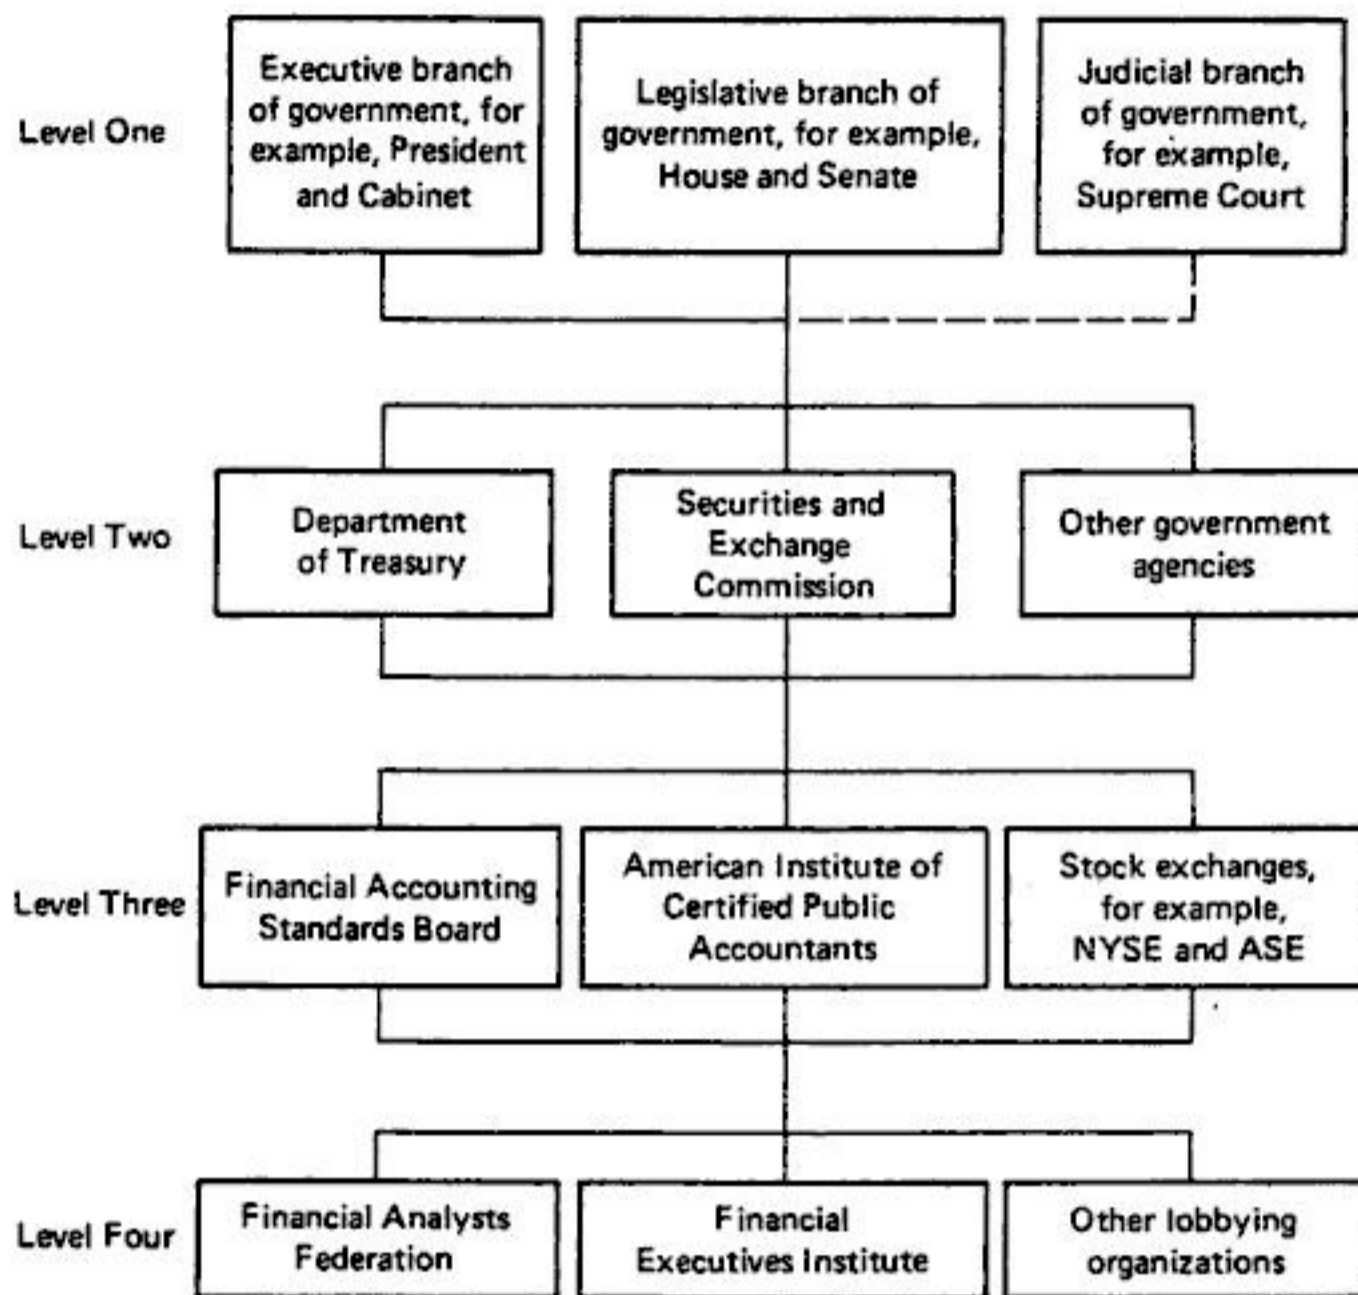 Level One
Executive branch
of government, for
example, President
and Cabinet
Legislative branch of
government, for example,
House and Senate
Judicial branch
of government,
for example,
Supreme Court
Level Two
Department
of Treasury
Securities and
Exchange
Commission
Other government
agencies
Level Three
Financial Accounting
Standards Board
American Institute of
Certified Public
Accountants
Stock exchanges,
for example,
NYSE and ASE
Level Four
Financial Analysts
Federation
Financial
Executives Institute
Other lobbying
organizations